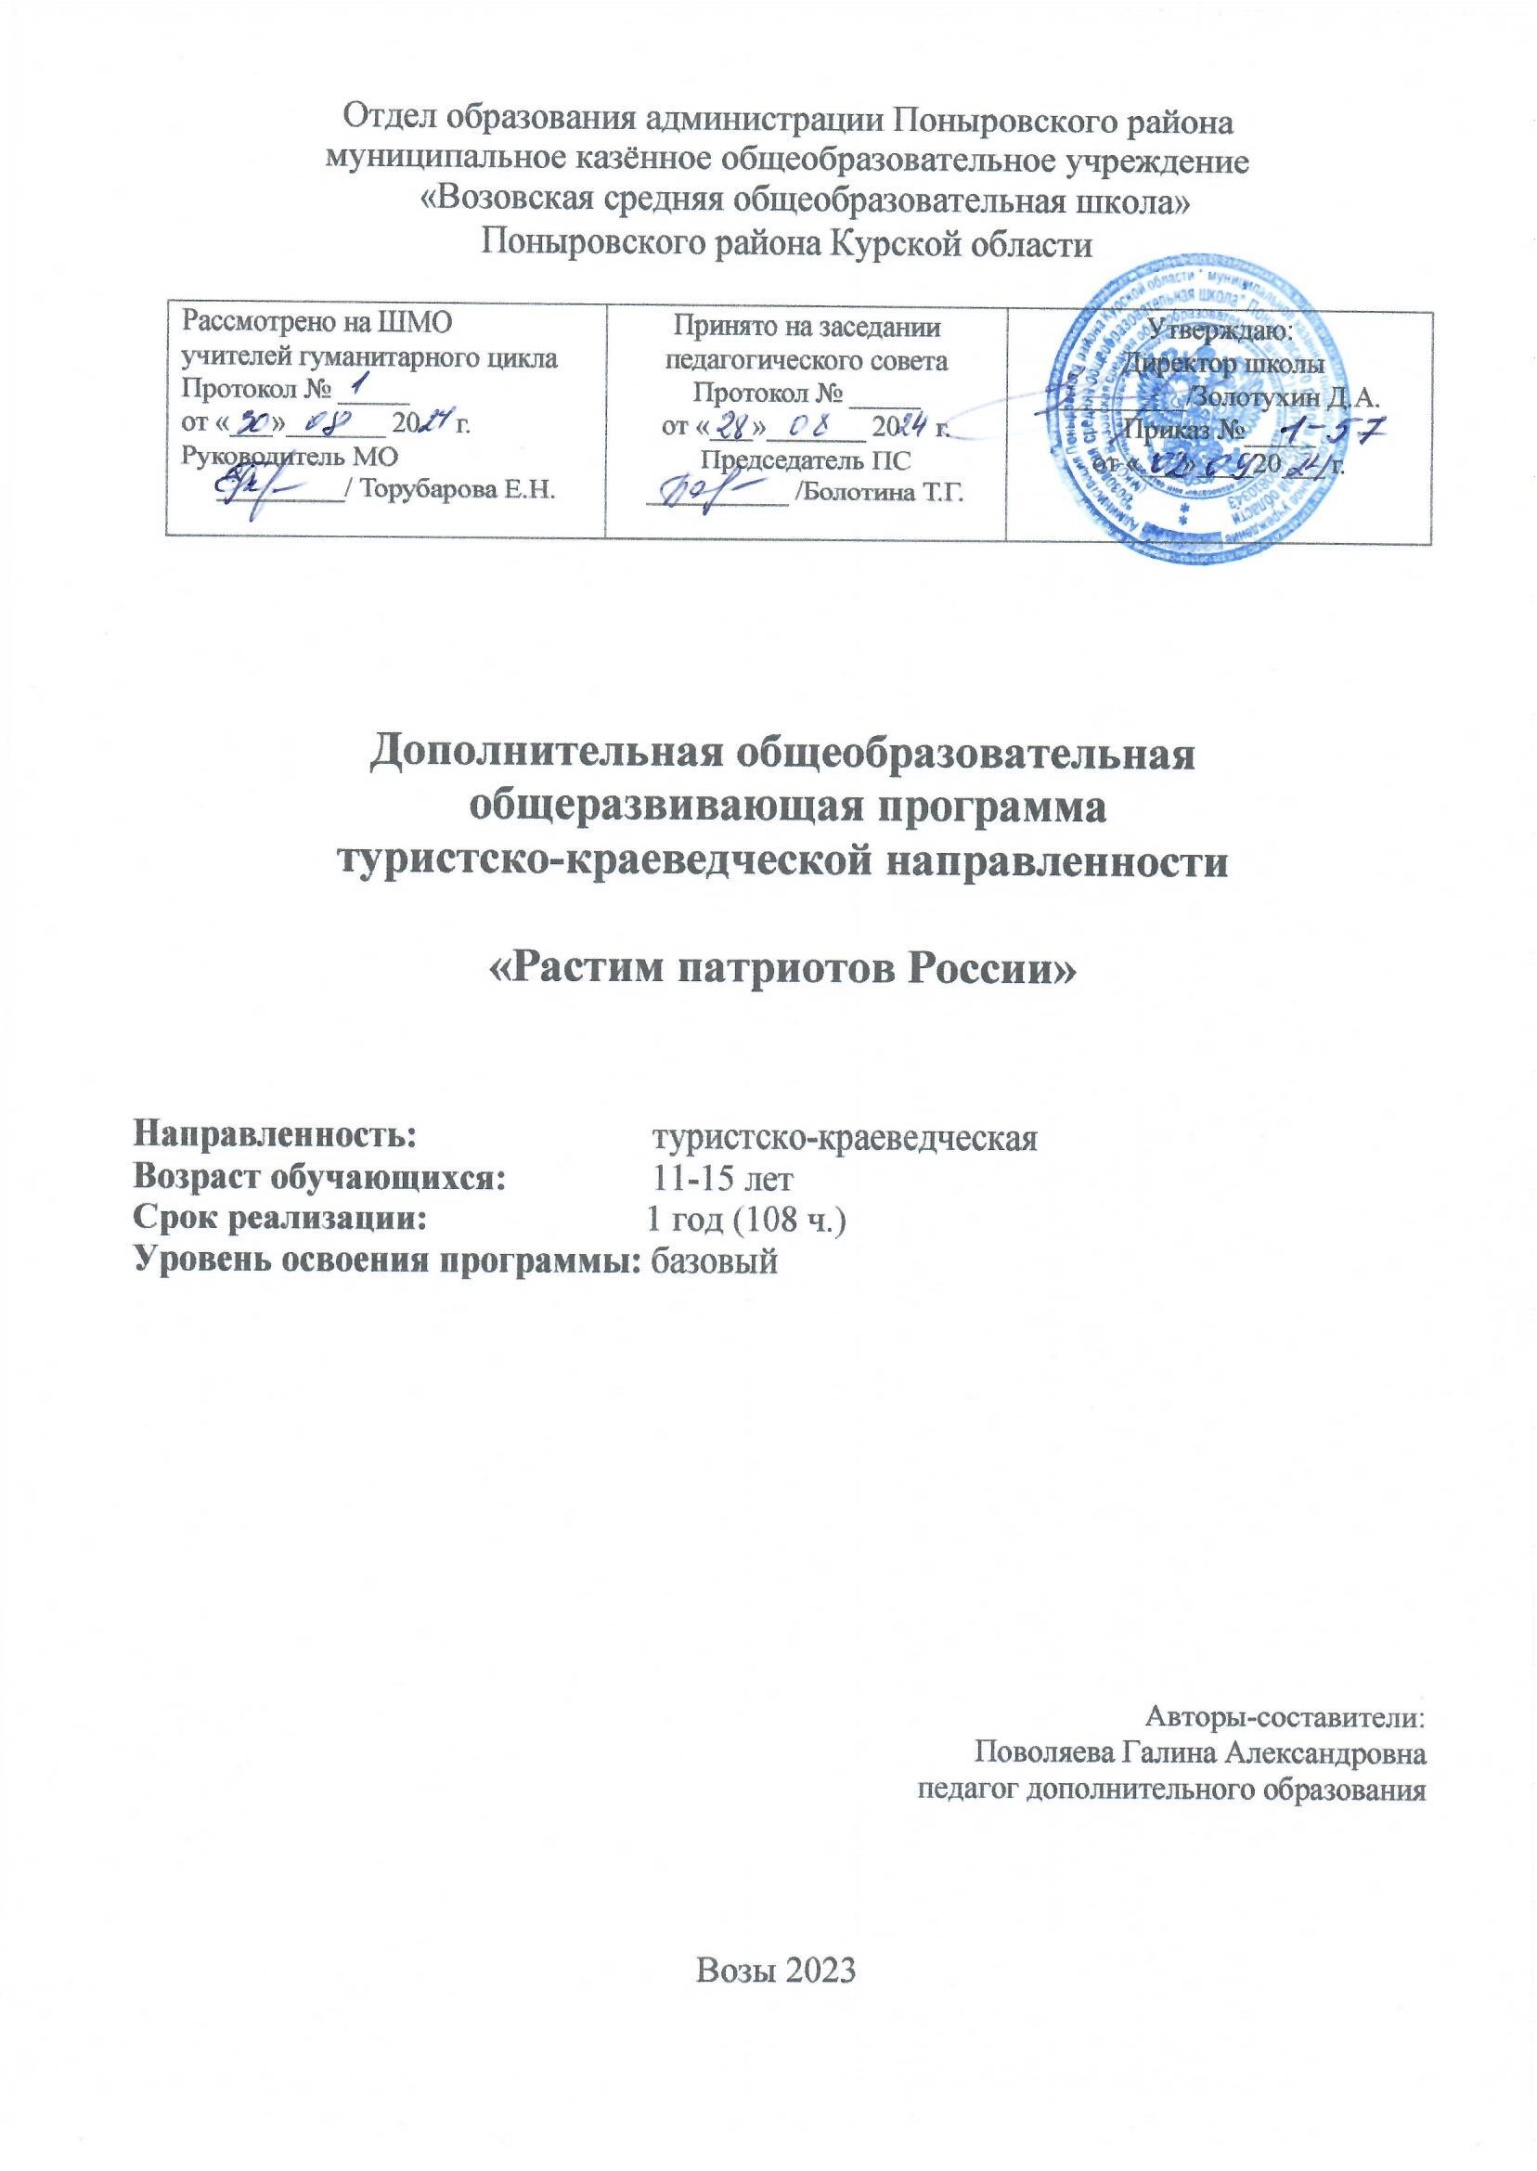 Отдел образования администрации Поныровского района
муниципальное казённое общеобразовательное учреждение
«Возовская средняя общеобразовательная школа»
Поныровского района Курской области
Рассмотрено на ШМО
учителей гуманитарного цикла
Протокол № 1
от «30» 08 2024 г.
Руководитель МО
/ Торубарова Е.Н.
Принято на заседании
педагогического совета
Протокол № ______
от «28» 08 2024 г.
Председатель ПС
/Болотина Т.Г.
Утверждаю:
Директор школы
/Золотухин Д.А.
Приказ № 1-57
от «02» 09 2024 г.
Дополнительная общеобразовательная
общеразвивающая программа
туристско-краеведческой направленности
«Растим патриотов России»
Направленность: туристско-краеведческая
Возраст обучающихся: 11-15 лет
Срок реализации: 1 год (108 ч.)
Уровень освоения программы: базовый
Авторы-составители:
Поволяева Галина Александровна
педагог дополнительного образования
Возы 2023